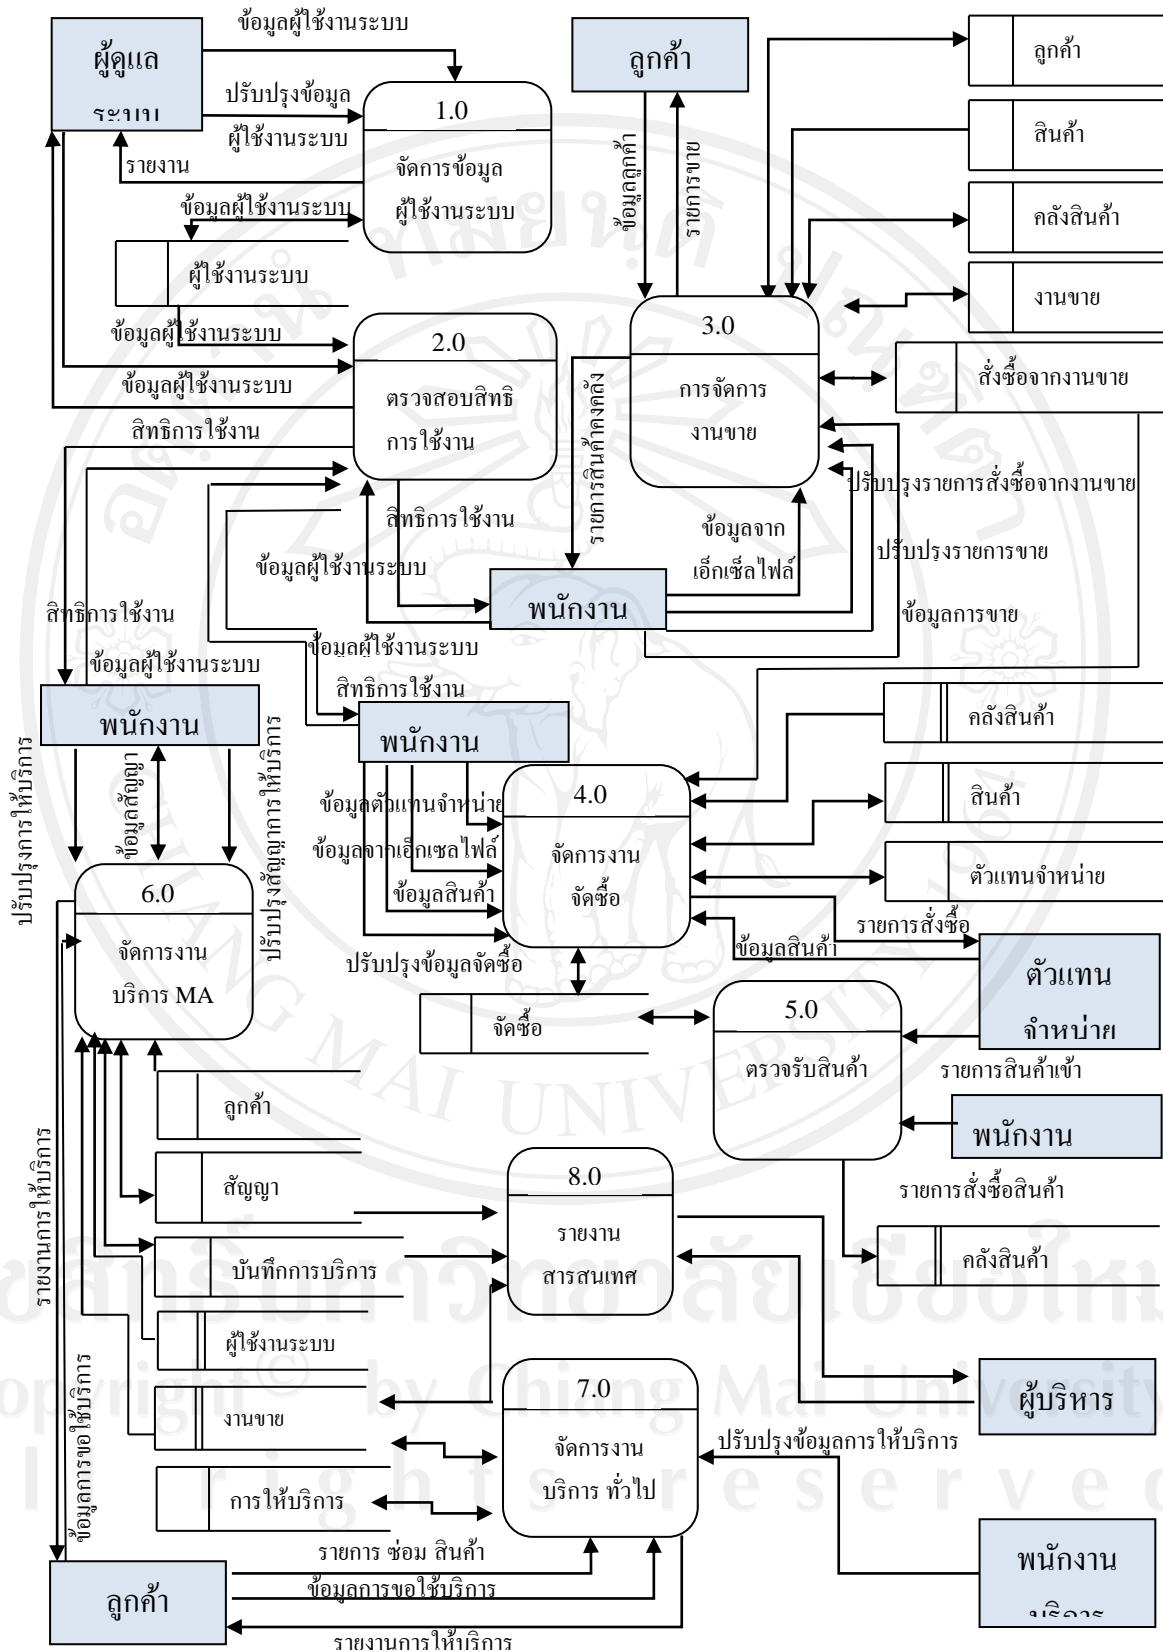 ข้อมูลผู้ใช้งานระบบ
ผู้ดูแล
ระบบ
ปรับปรุงข้อมูล
ผู้ใช้งานระบบ
รายงาน
1.0
จัดการข้อมูล
ผู้ใช้งานระบบ
ข้อมูลผู้ใช้งานระบบ
ผู้ใช้งานระบบ
ลูกค้า
ข้อมูลลูกค้า
รายการขาย
ลูกค้า
สินค้า
คลังสินค้า
งานขาย
สั่งซื้อจากงานขาย
ข้อมูลผู้ใช้งานระบบ
ข้อมูลผู้ใช้งานระบบ
2.0
ตรวจสอบสิทธิ
การใช้งาน
3.0
การจัดการ
งานขาย
สิทธิการใช้งาน
รายการสินค้าคงคลัง
ปรับปรุงรายการสั่งซื้อจากงานขาย
สิทธิการใช้งาน
ข้อมูลจาก
เอ็กเซ็ลไฟล์
ปรับปรุงรายการขาย
ข้อมูลผู้ใช้งานระบบ
พนักงาน
ข้อมูลการขาย
สิทธิการใช้งาน
ข้อมูลผู้ใช้งานระบบ
ข้อมูลผู้ใช้งานระบบ
สิทธิการใช้งาน
พนักงาน
พนักงาน
คลังสินค้า
สินค้า
ตัวแทนจำหน่าย
ปรับปรุงการให้บริการ
ข้อมูลสัญญา
ปรับปรุงสัญญาการให้บริการ
ข้อมูลตัวแทนจำหน่าย
ข้อมูลจากเอ็กเซลไฟล์
ข้อมูลสินค้า
ปรับปรุงข้อมูลจัดซื้อ
4.0
จัดการงาน
จัดซื้อ
รายการสั่งซื้อ
ข้อมูลสินค้า
ตัวแทน
จำหน่าย
6.0
จัดการงาน
บริการ MA
จัดซื้อ
5.0
ตรวจรับสินค้า
รายการสินค้าเข้า
พนักงาน
รายการสั่งซื้อสินค้า
คลังสินค้า
ลูกค้า
สัญญา
บันทึกการบริการ
ผู้ใช้งานระบบ
งานขาย
การให้บริการ
รายงานการให้บริการ
ข้อมูลการขอใช้บริการ
8.0
รายงาน
สารสนเทศ
ผู้บริหาร
7.0
จัดการงาน
บริการ ทั่วไป
ปรับปรุงข้อมูลการให้บริการ
พนักงาน
บริการ
รายการ ซ่อม สินค้า
ข้อมูลการขอใช้บริการ
ลูกค้า
รายงานการให้บริการ
CHIANG MAI UNIVERSITY 1964
by Chiang Mai University
rights reserved